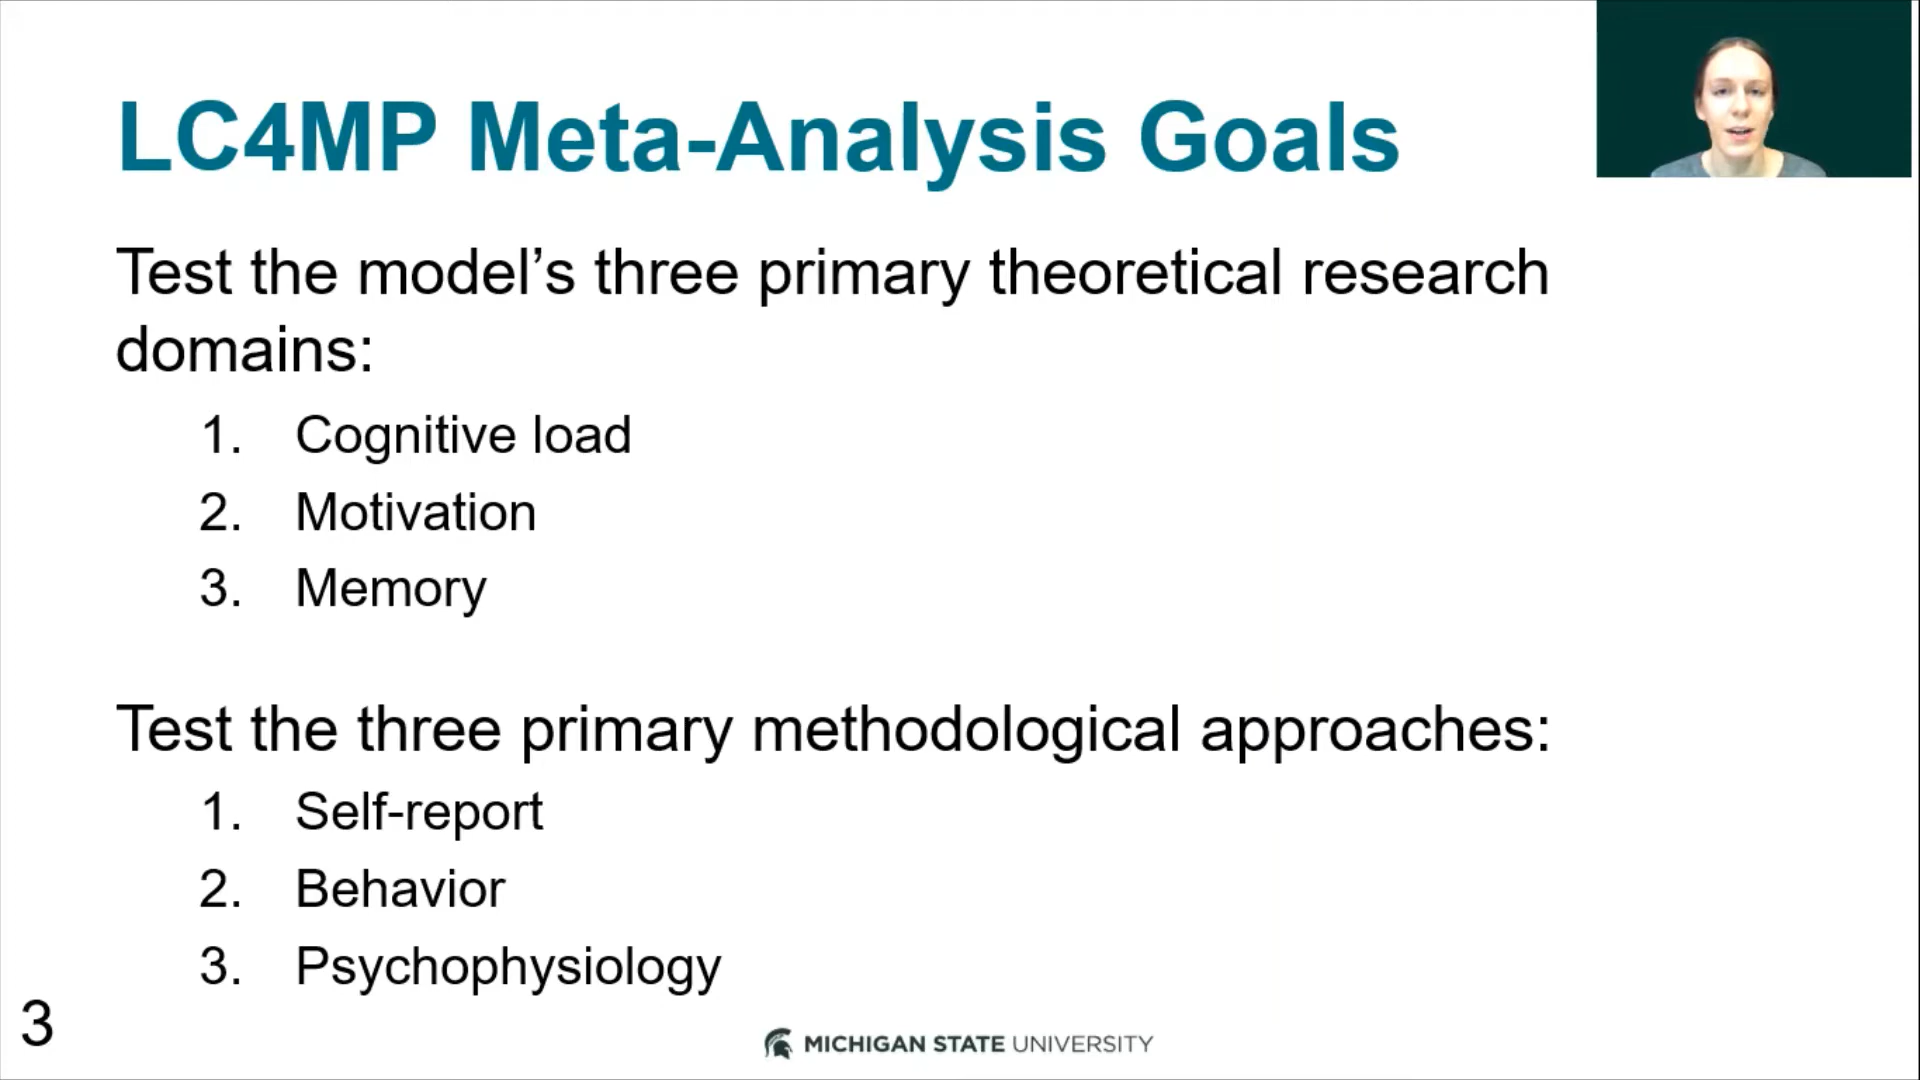 LC4MP Meta-Analysis Goals
Test the model’s three primary theoretical research
domains:
1. Cognitive load
2. Motivation
3. Memory
Test the three primary methodological approaches:
1. Self-report
2. Behavior
3. Psychophysiology
3
MICHIGAN STATE UNIVERSITY